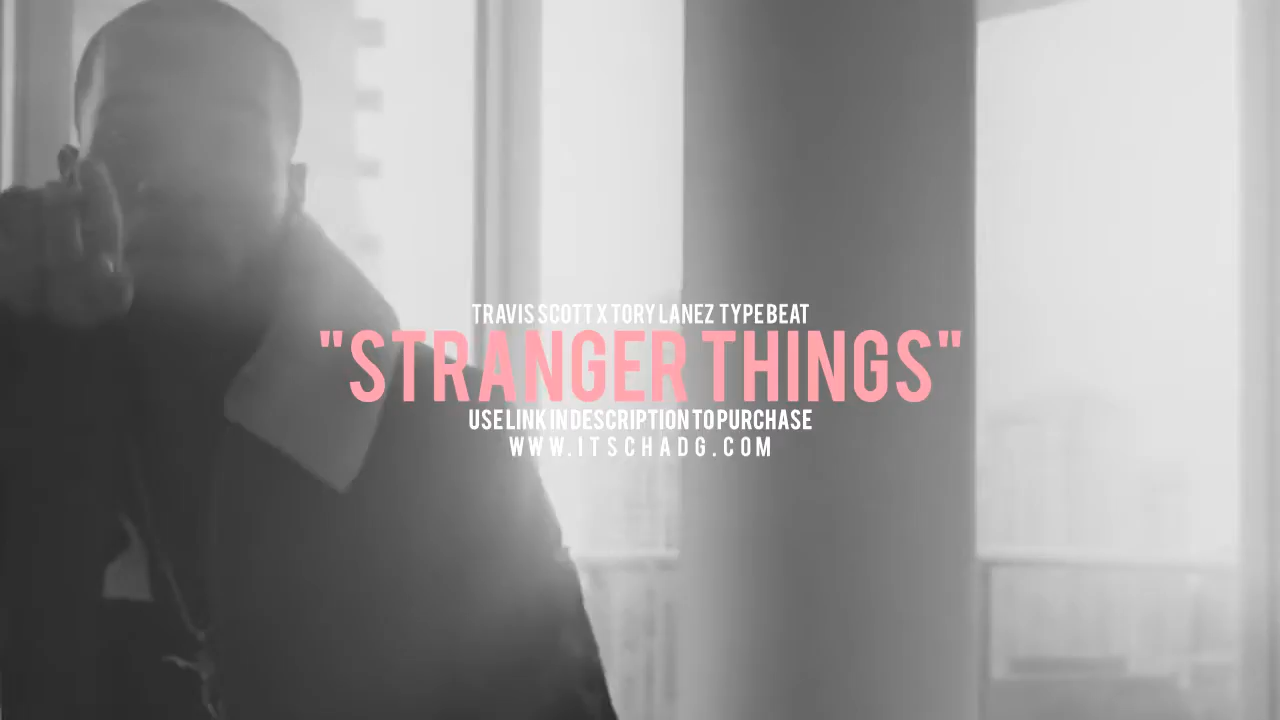 TRAVIS SCOTT X TORY LANEZ TYPE BEAT
"STRANGER THINGS"
USE LINK IN DESCRIPTION TO PURCHASE
WWW.ITSCHADG.COM